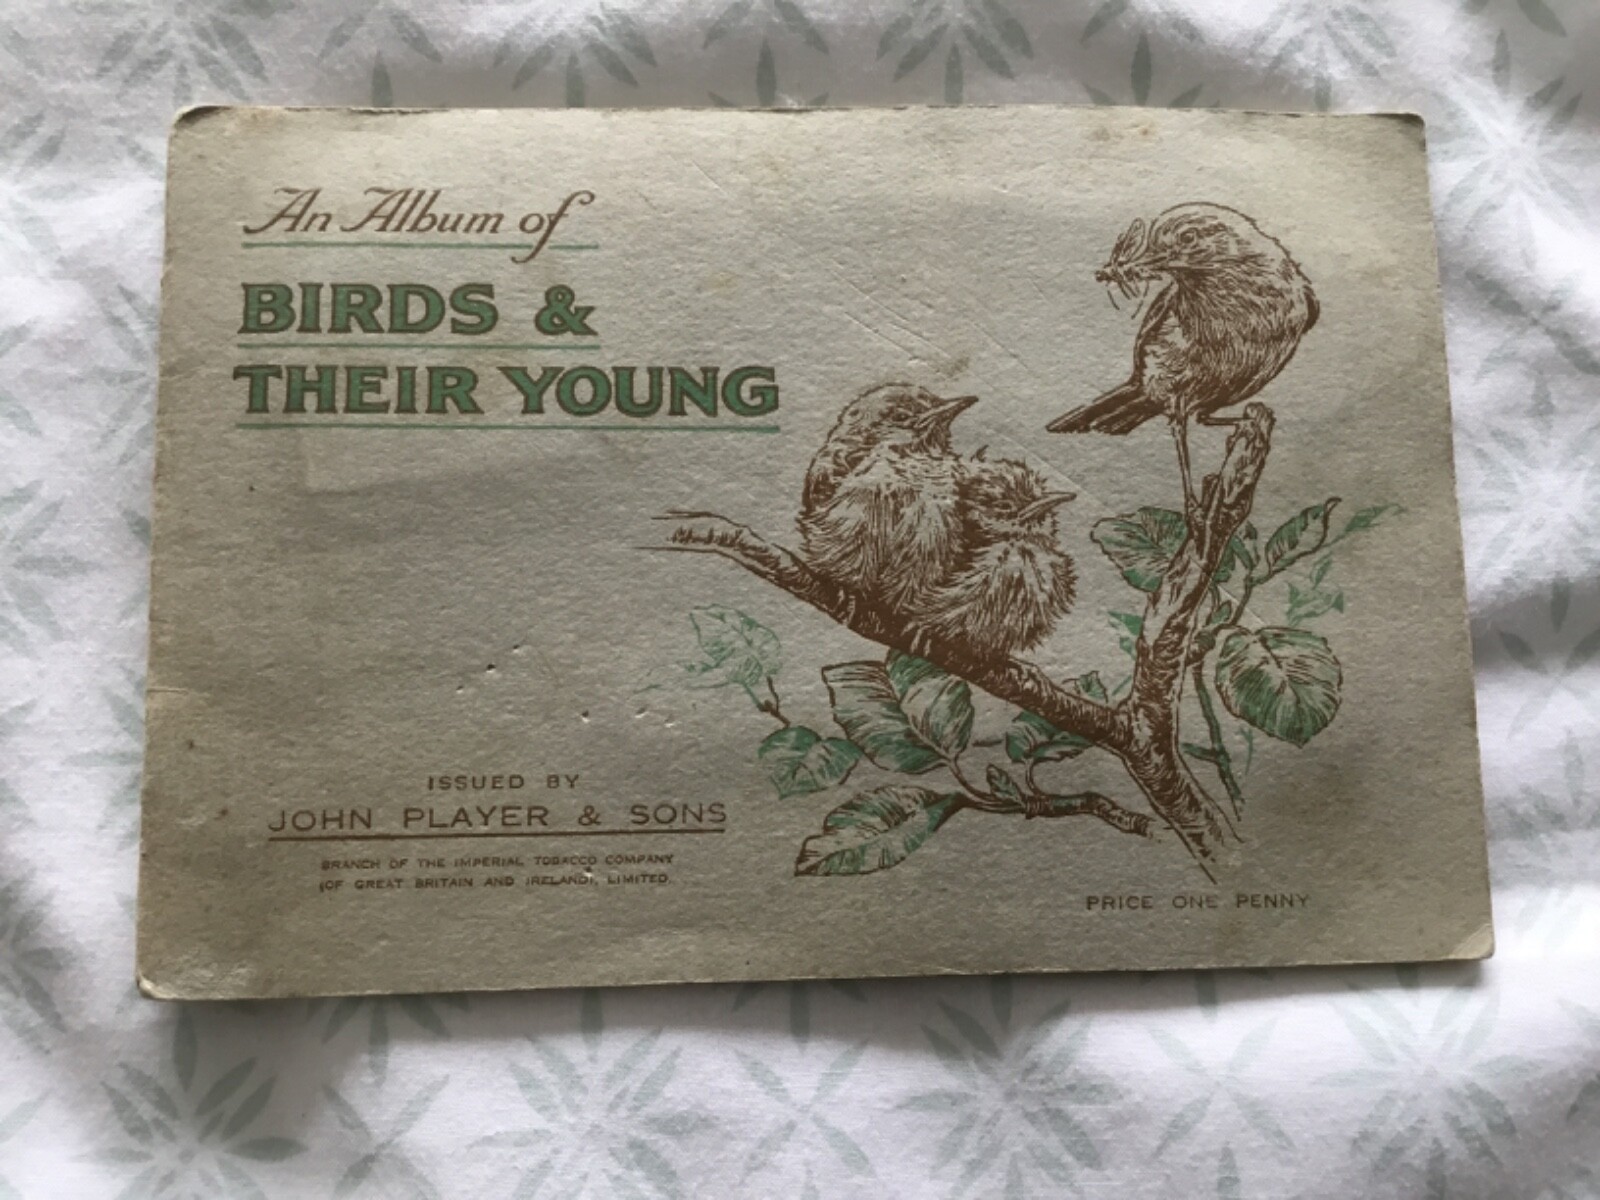 An Album of
BIRDS &
THEIR YOUNG
ISSUED BY
JOHN PLAYER & SONS
BRANCH OF THE IMPERIAL TOBACCO COMPANY
(OF GREAT BRITAIN AND IRELAND), LIMITED.
PRICE ONE PENNY